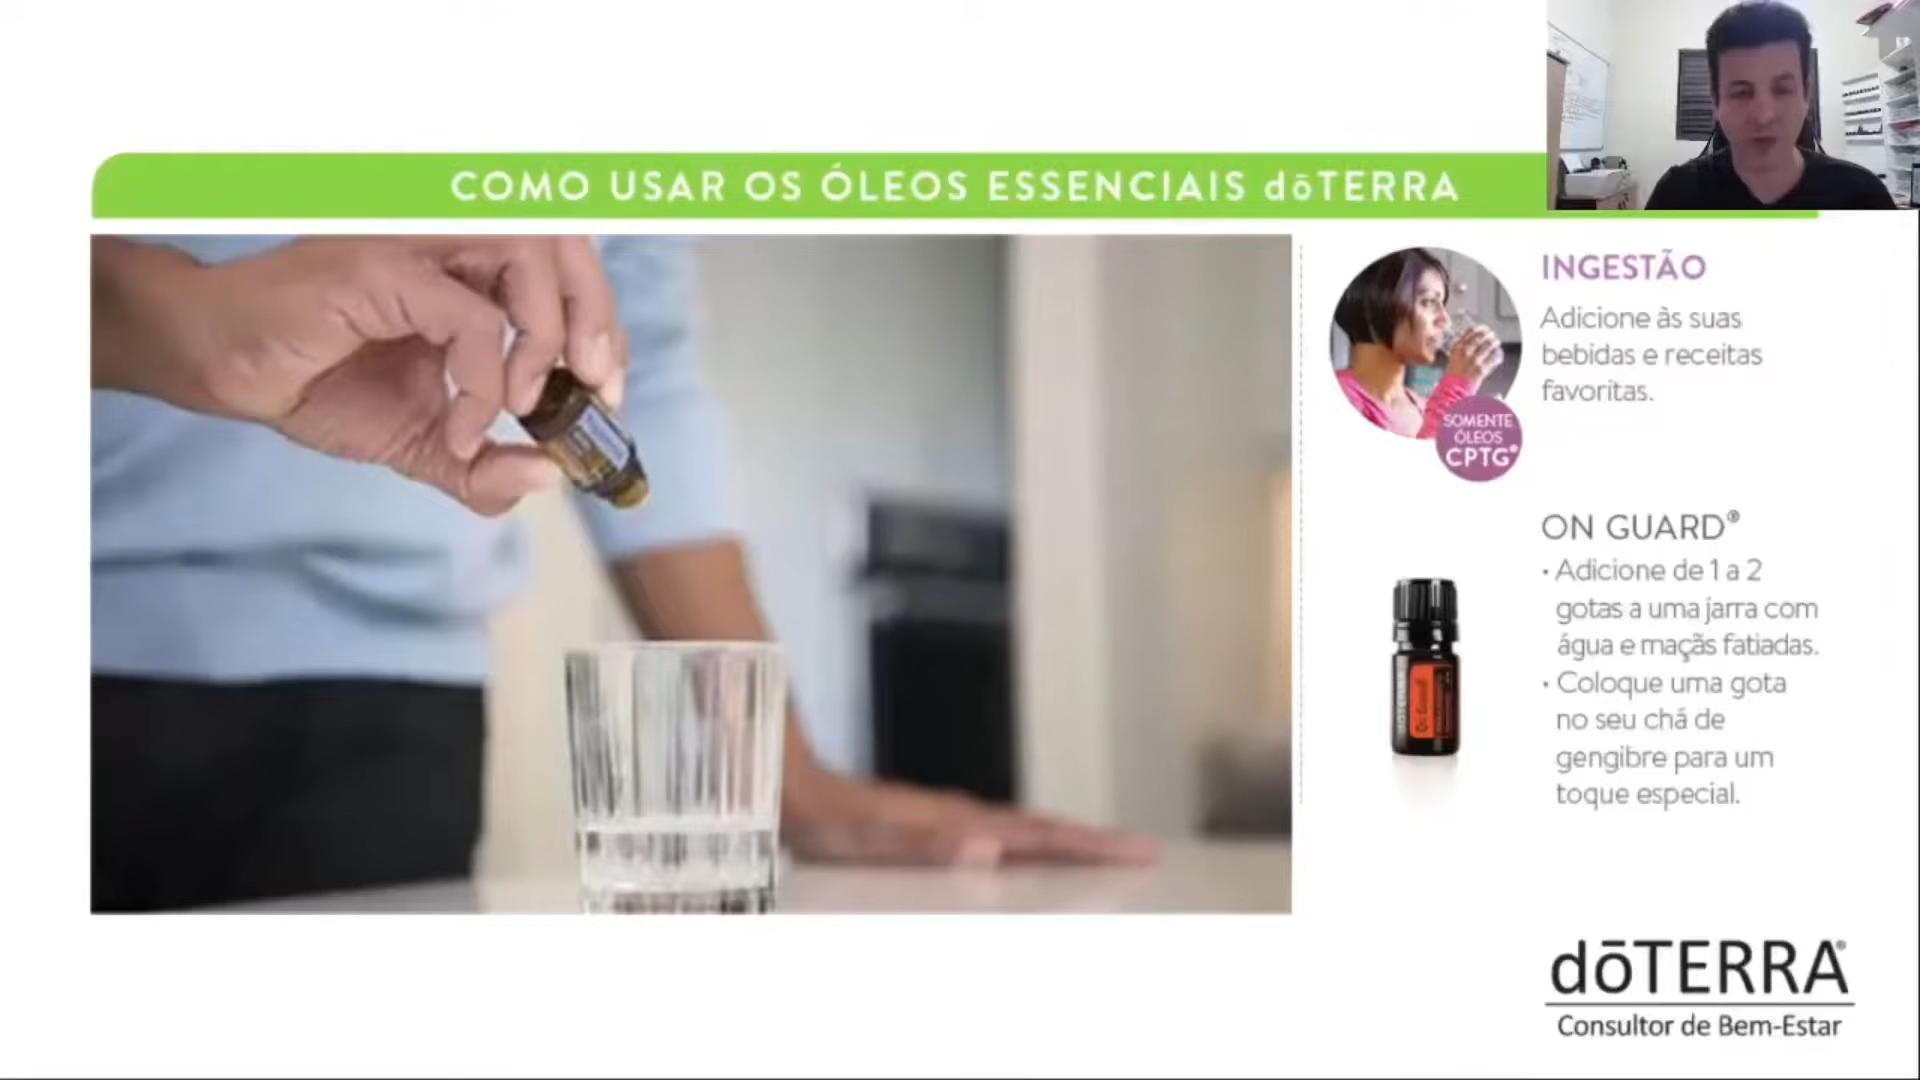 COMO USAR OS ÓLEOS ESSENCIAIS dōTERRA
INGESTÃO
Adicione às suas
bebidas e receitas
favoritas.
SOMENTE
ÓLEOS
CPTG®
ON GUARD®
• Adicione de 1 a 2
gotas a uma jarra com
água e maçãs fatiadas.
• Coloque uma gota
no seu chá de
gengibre para um
toque especial.
dōTERRA®
Consultor de Bem-Estar